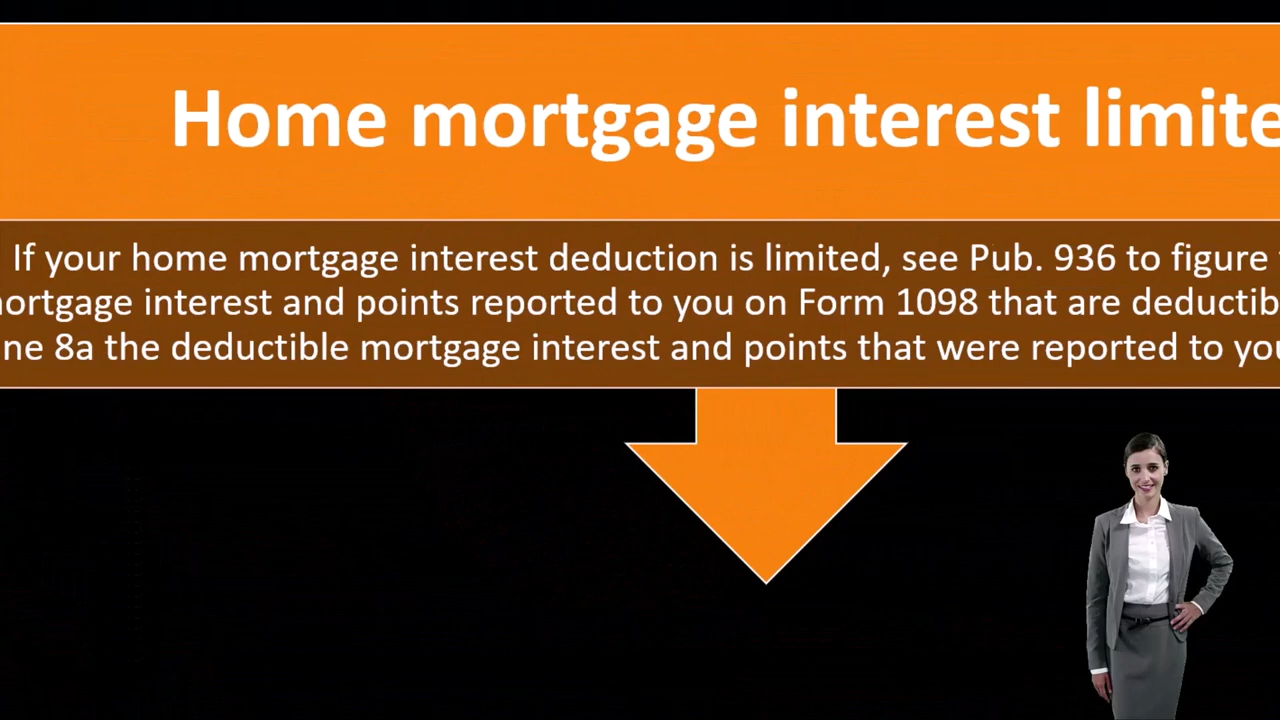 Home mortgage interest limite
If your home mortgage interest deduction is limited, see Pub. 936 to figure
ortgage interest and points reported to you on Form 1098 that are deductib
ne 8a the deductible mortgage interest and points that were reported to you